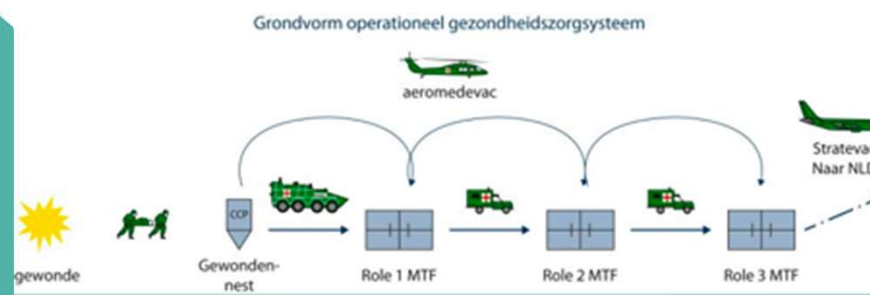 Grondvorm operationeel gezondheidszorgsysteem
aeromedevac
Strateva
Naar NLD
CCP
gewonde
Gewonden-
nest
Role 1 MTF
Role 2 MTF
Role 3 MTF